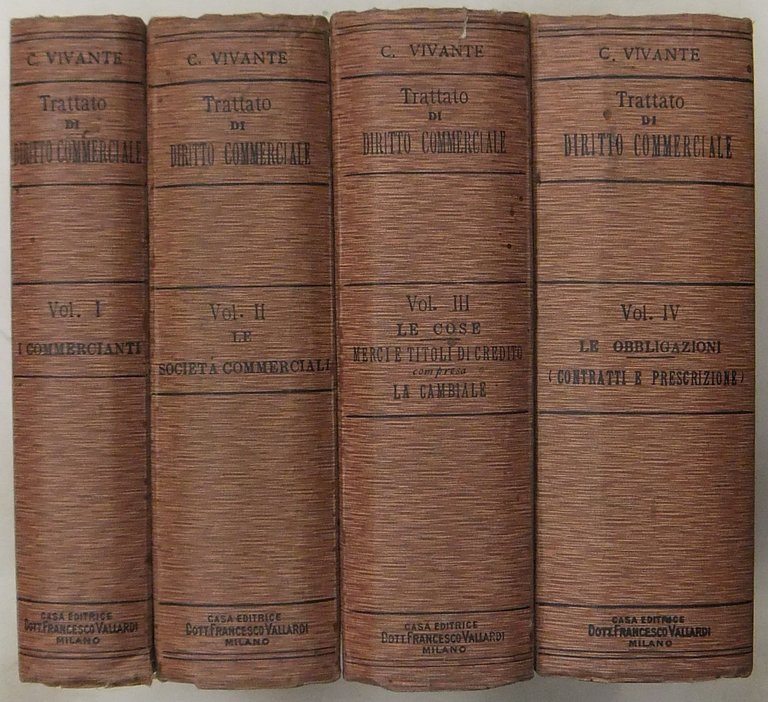 C. VIVANTE
Trattato
DI
DIRITTO COMMERCIALE
Vol. I
I COMMERCIANTI
CASA EDITRICE
DOTT. FRANCESCO VALLARDI
MILANO
C. VIVANTE
Trattato
DI
DIRITTO COMMERCIALE
Vol. II
LE
SOCIETÀ COMMERCIALI
CASA EDITRICE
DOTT. FRANCESCO VALLARDI
MILANO
C. VIVANTE
Trattato
DI
DIRITTO COMMERCIALE
Vol. III
LE COSE
MERCI E TITOLI DI CREDITO
compresa
LA CAMBIALE
CASA EDITRICE
DOTT. FRANCESCO VALLARDI
MILANO
C. VIVANTE
Trattato
DI
DIRITTO COMMERCIALE
Vol. IV
LE OBBLIGAZIONI
(CONTRATTI E PRESCRIZIONE)
CASA EDITRICE
DOTT. FRANCESCO VALLARDI
MILANO